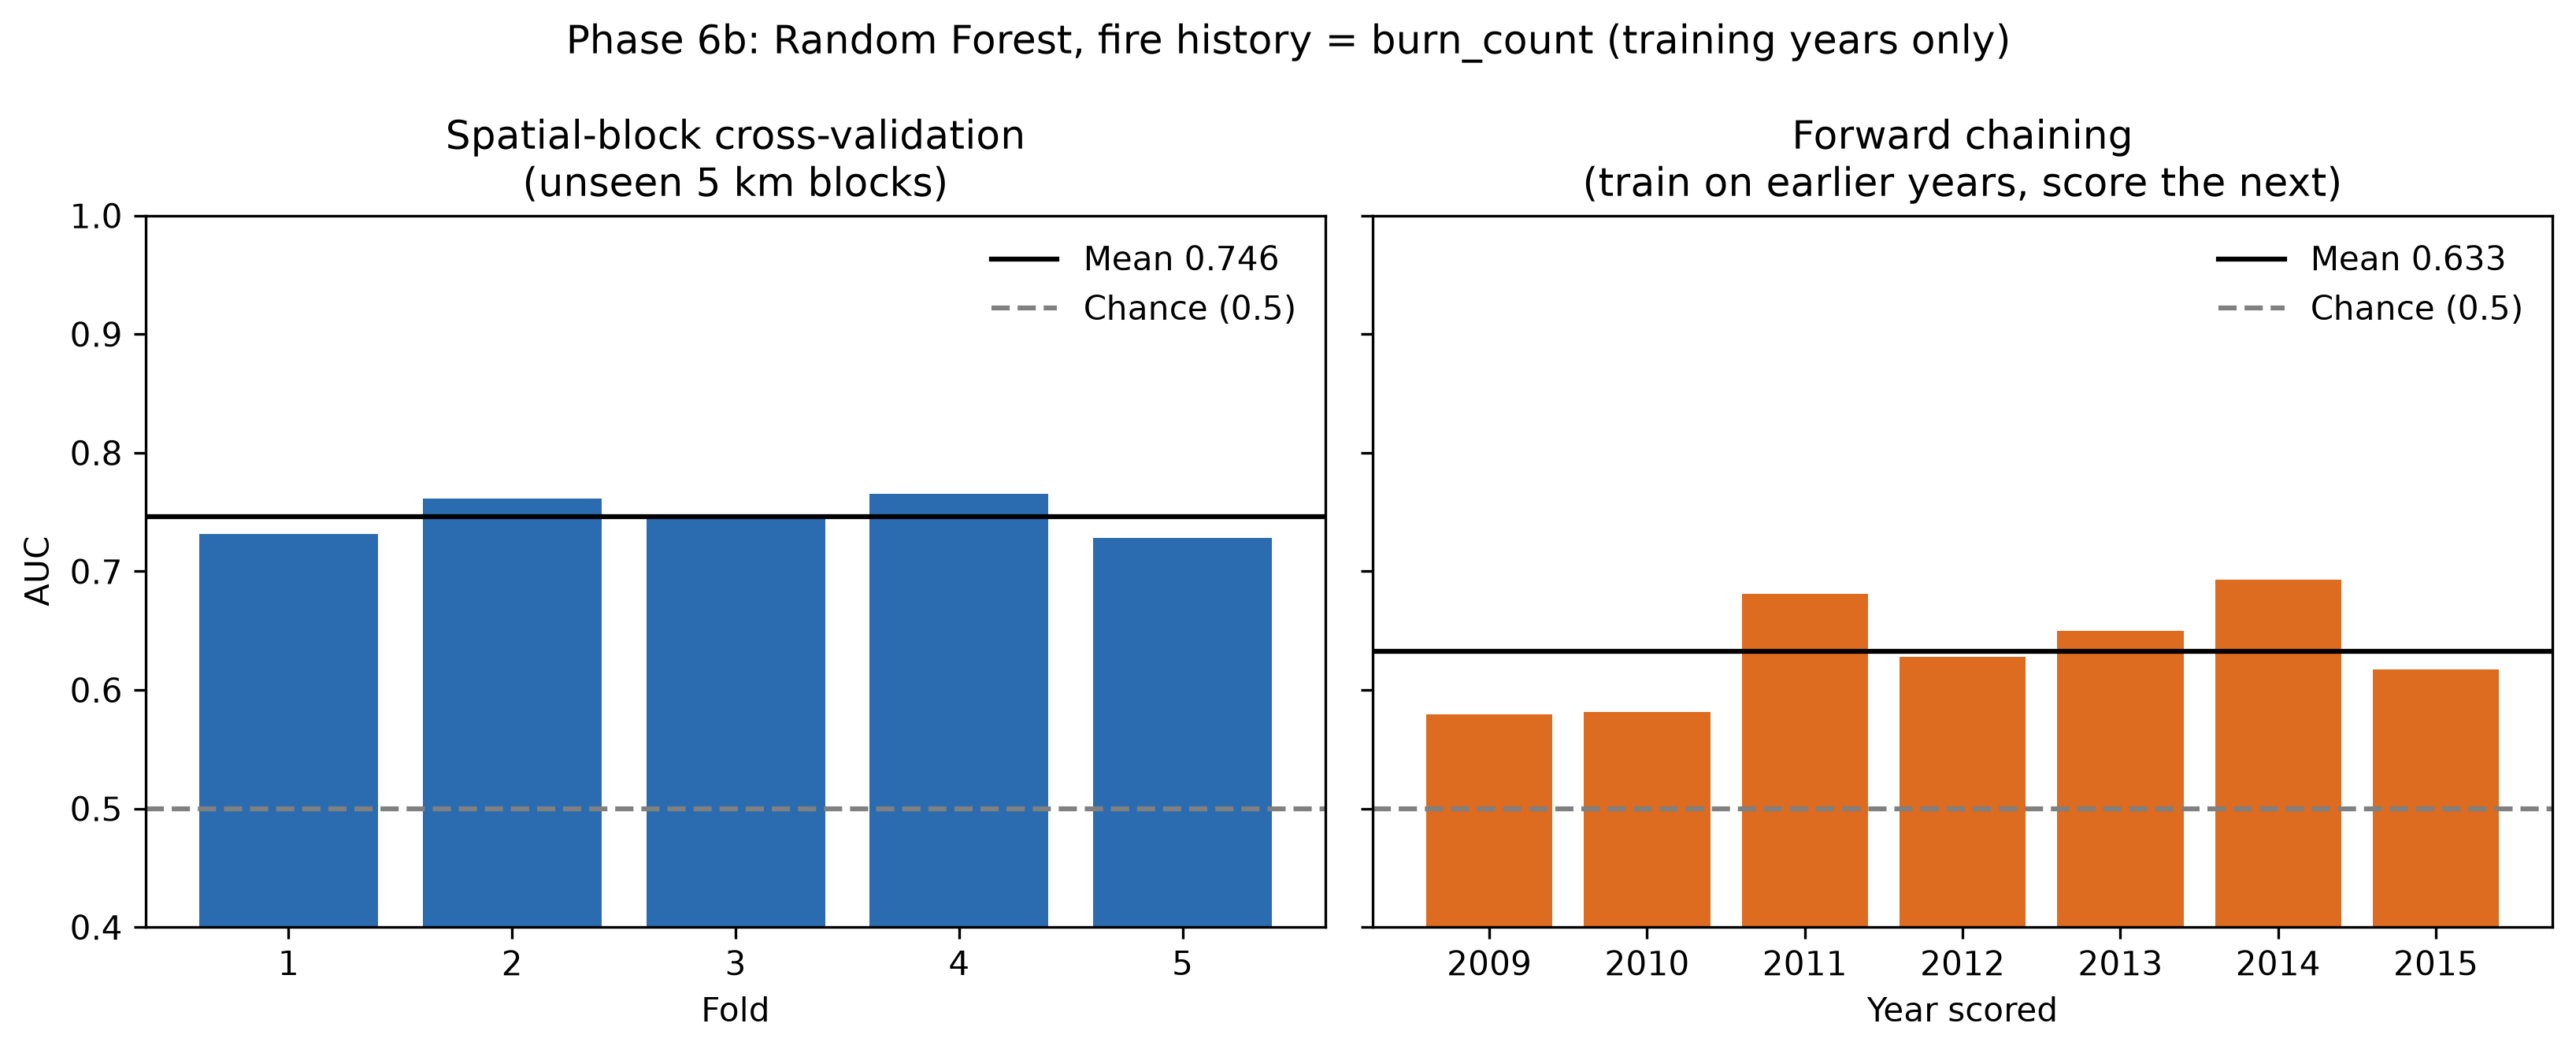 Phase 6b: Random Forest, fire history = burn_count (training years only)
Spatial-block cross-validation
(unseen 5 km blocks)
Mean 0.746
Chance (0.5)
1.0
0.9
0.8
0.7
0.6
0.5
0.4
AUC
1 2 3 4 5
Fold
Forward chaining
(train on earlier years, score the next)
Mean 0.633
Chance (0.5)
2009 2010 2011 2012 2013 2014 2015
Year scored